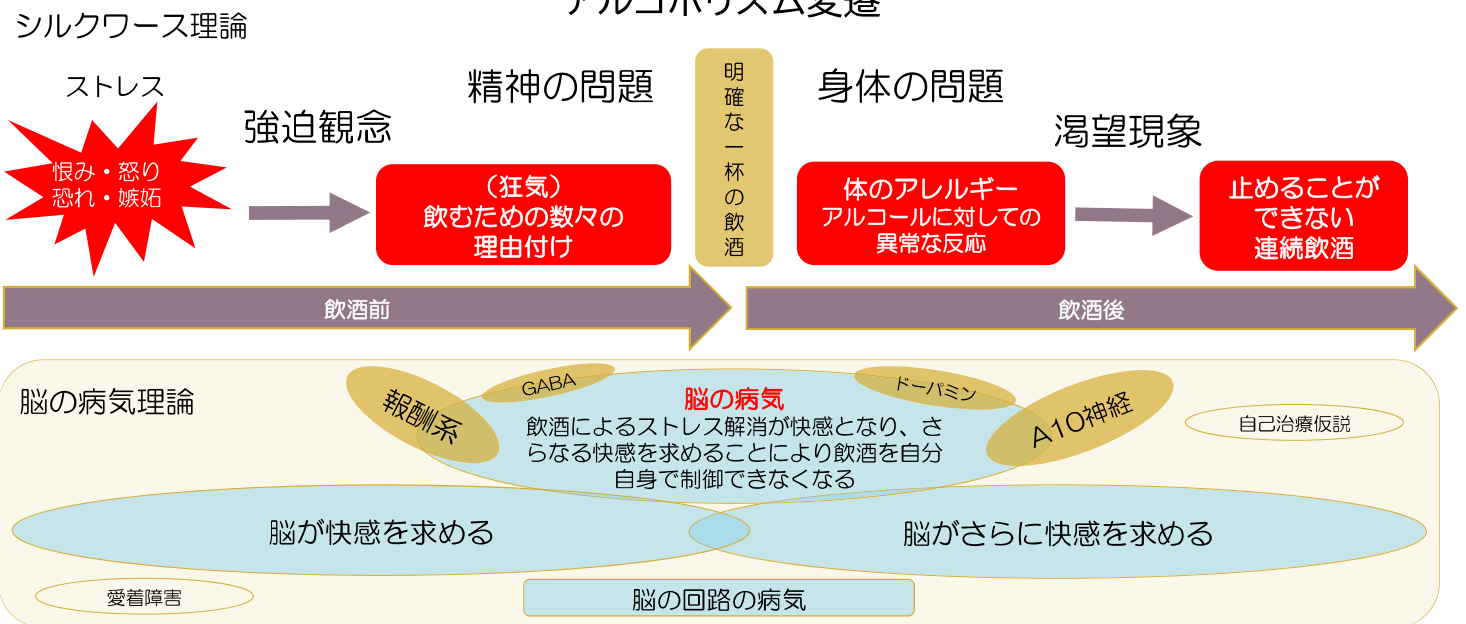 アルコホリズム変遷
シルクワース理論
ストレス
恨み・怒り
恐れ・嫉妬
強迫観念
精神の問題
（狂気）
飲むための数々の
理由付け
明確な一杯の飲酒
身体の問題
体のアレルギー
アルコールに対しての
異常な反応
渇望現象
止めることが
できない
連続飲酒
飲酒前
飲酒後
脳の病気理論
報酬系
GABA
脳の病気
飲酒によるストレス解消が快感となり、さ
らなる快感を求めることにより飲酒を自分
自身で制御できなくなる
ドーパミン
A10神経
自己治療仮説
脳が快感を求める
脳がさらに快感を求める
愛着障害
脳の回路の病気